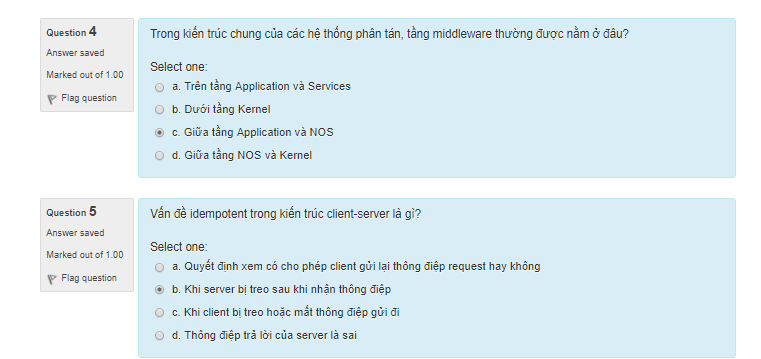 Question 4
Answer saved
Marked out of 1.00
Flag question
Trong kiến trúc chung của các hệ thống phân tán, tầng middleware thường được nằm ở đâu?
Select one:
a. Trên tầng Application và Services
b. Dưới tầng Kernel
c. Giữa tầng Application và NOS
d. Giữa tầng NOS và Kernel
Question 5
Answer saved
Marked out of 1.00
Flag question
Vấn đề idempotent trong kiến trúc client-server là gì?
Select one:
a. Quyết định xem có cho phép client gửi lại thông điệp request hay không
b. Khi server bị treo sau khi nhận thông điệp
c. Khi client bị treo hoặc mất thông điệp gửi đi
d. Thông điệp trả lời của server là sai